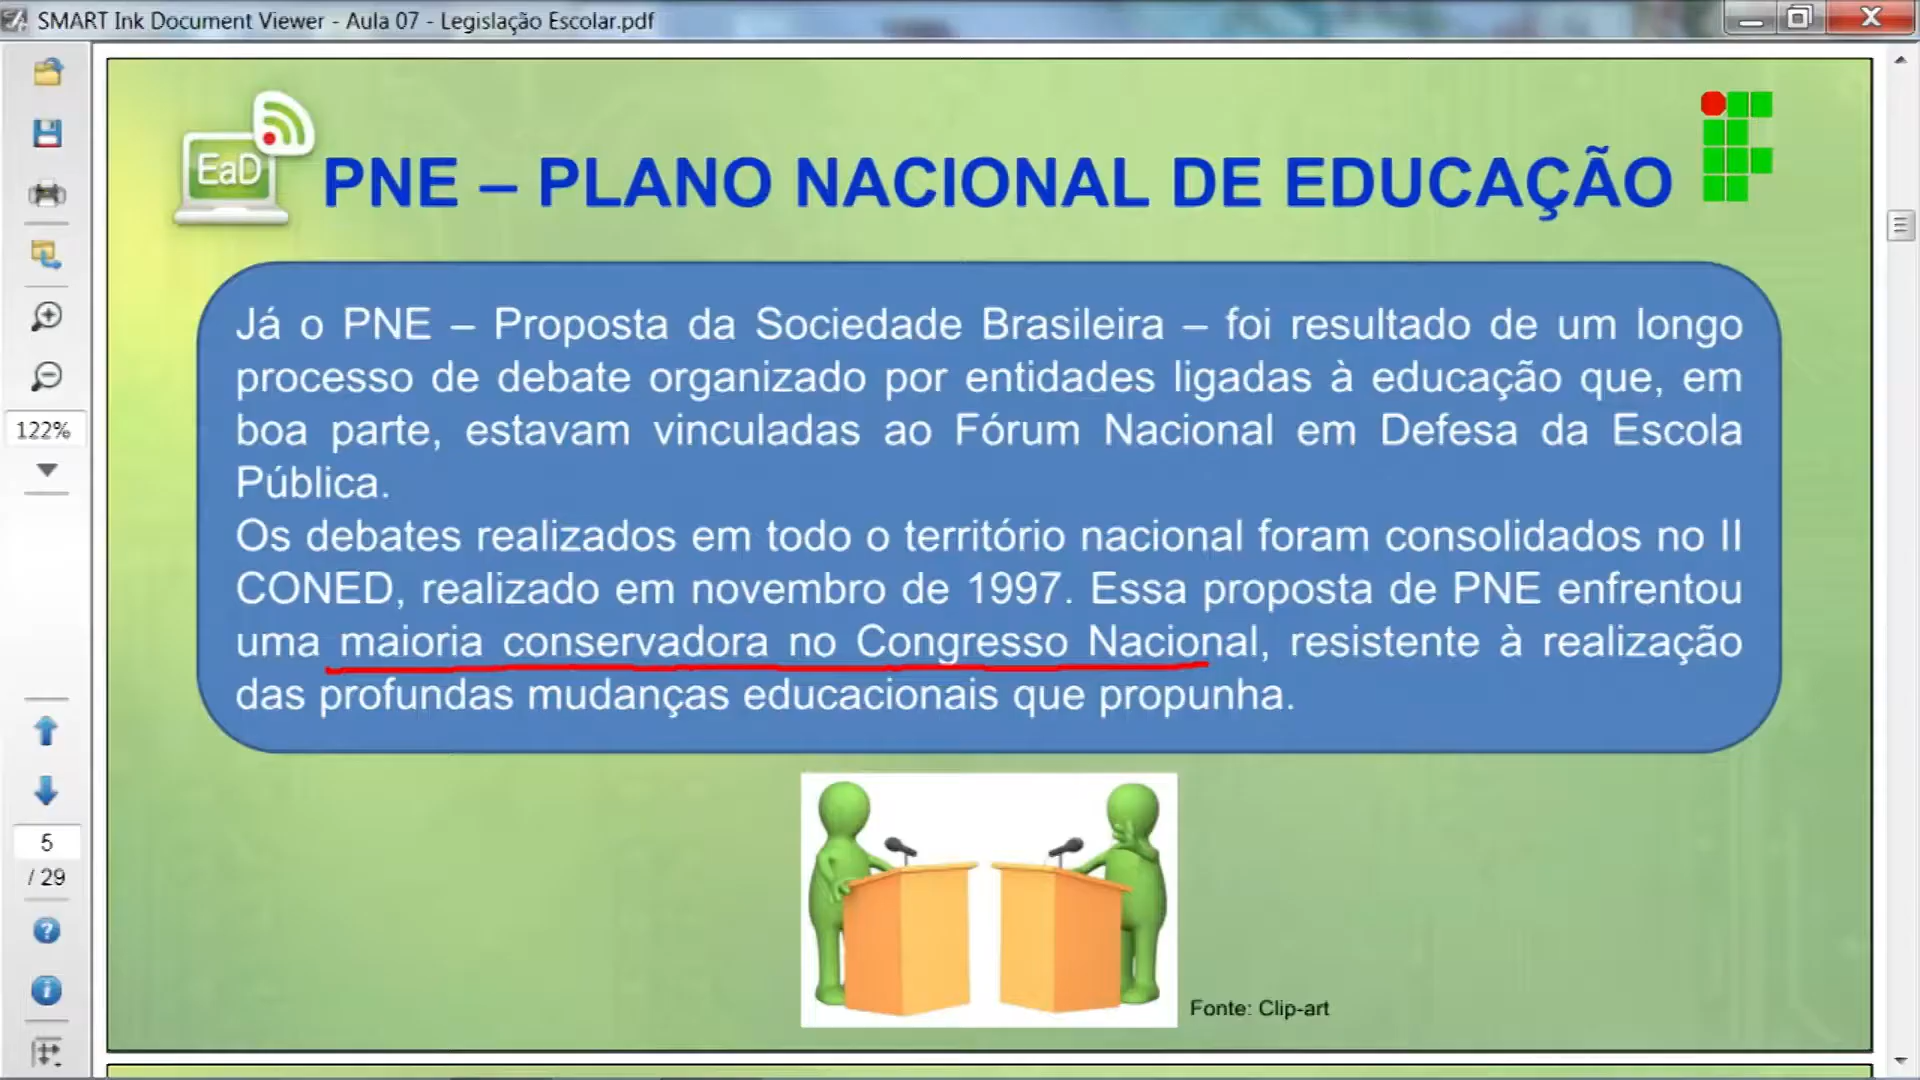 SMART Ink Document Viewer - Aula 07 - Legislação Escolar.pdf
EaD
PNE – PLANO NACIONAL DE EDUCAÇÃO
Já o PNE – Proposta da Sociedade Brasileira – foi resultado de um longo
processo de debate organizado por entidades ligadas à educação que, em
boa parte, estavam vinculadas ao Fórum Nacional em Defesa da Escola
Pública.
Os debates realizados em todo o território nacional foram consolidados no II
CONED, realizado em novembro de 1997. Essa proposta de PNE enfrentou
uma maioria conservadora no Congresso Nacional, resistente à realização
das profundas mudanças educacionais que propunha.
122%
5
/ 29
Fonte: Clip-art